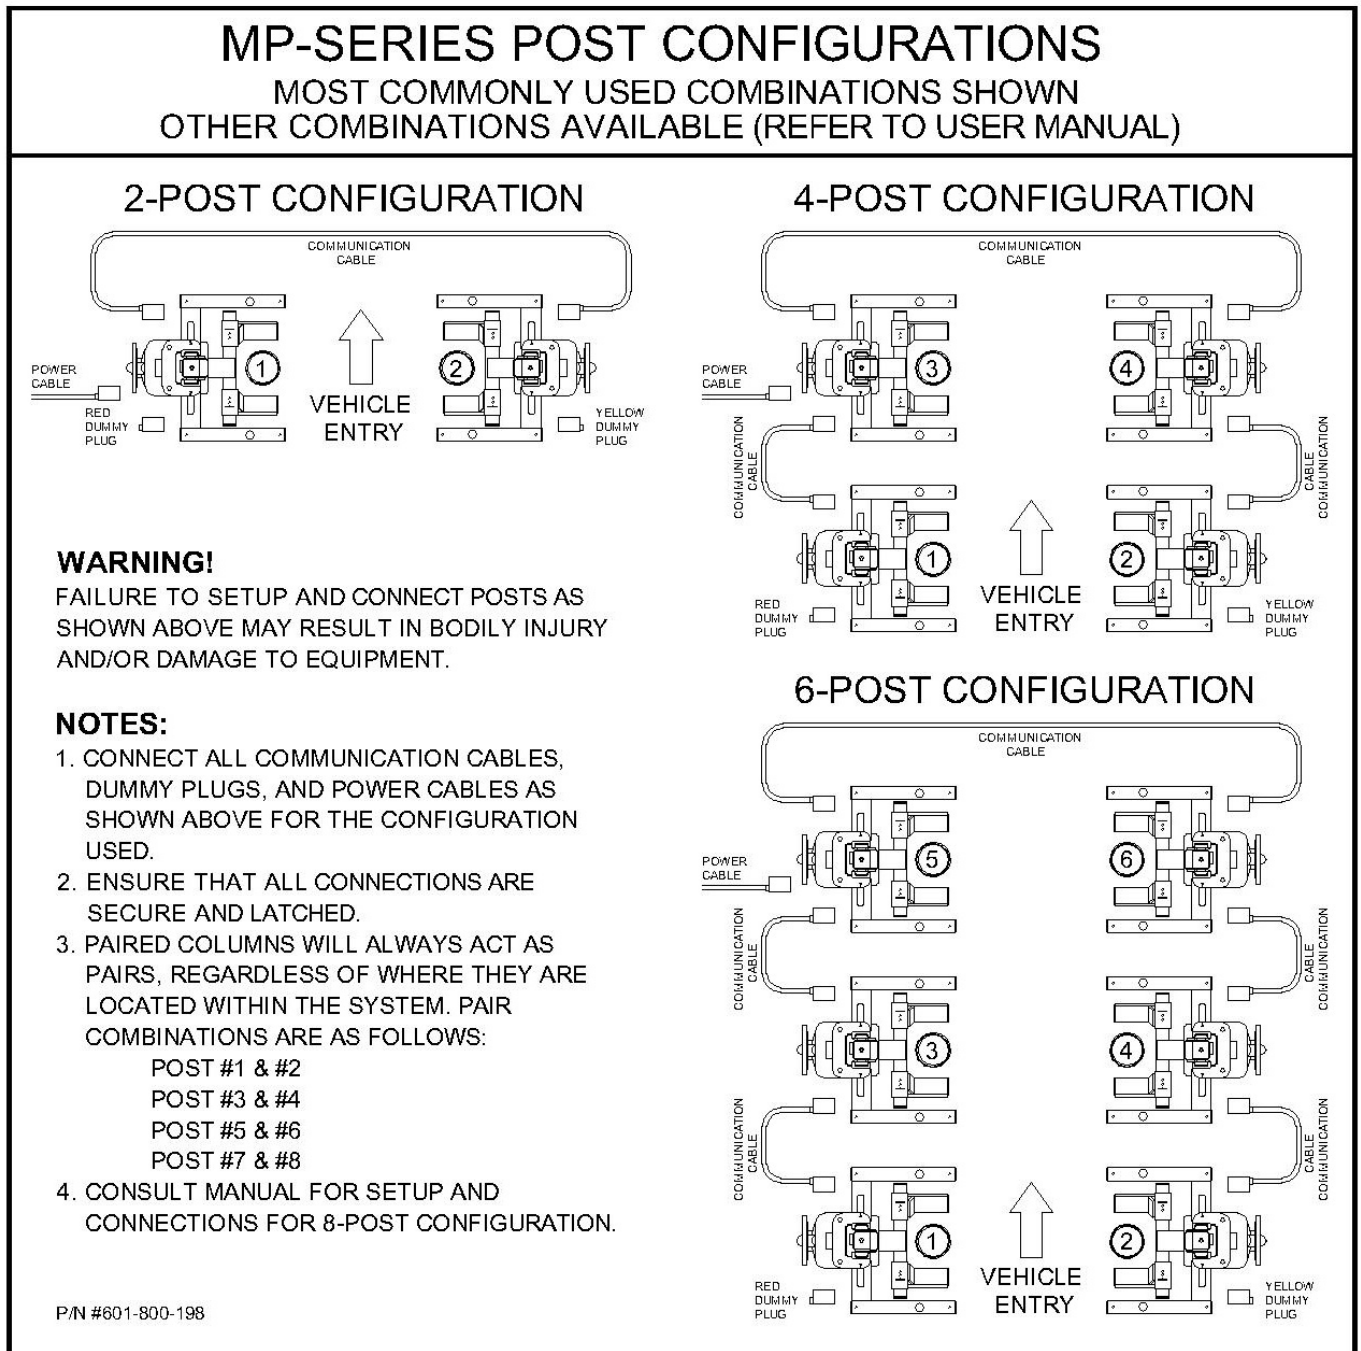 MP-SERIES POST CONFIGURATIONS
MOST COMMONLY USED COMBINATIONS SHOWN
OTHER COMBINATIONS AVAILABLE (REFER TO USER MANUAL)
2-POST CONFIGURATION
COMMUNICATION
CABLE
POWER
CABLE
1
2
RED
DUMMY
PLUG
VEHICLE
ENTRY
YELLOW
DUMMY
PLUG
WARNING!
FAILURE TO SETUP AND CONNECT POSTS AS
SHOWN ABOVE MAY RESULT IN BODILY INJURY
AND/OR DAMAGE TO EQUIPMENT.
NOTES:
1. CONNECT ALL COMMUNICATION CABLES,
DUMMY PLUGS, AND POWER CABLES AS
SHOWN ABOVE FOR THE CONFIGURATION
USED.
2. ENSURE THAT ALL CONNECTIONS ARE
SECURE AND LATCHED.
3. PAIRED COLUMNS WILL ALWAYS ACT AS
PAIRS, REGARDLESS OF WHERE THEY ARE
LOCATED WITHIN THE SYSTEM. PAIR
COMBINATIONS ARE AS FOLLOWS:
POST #1 & #2
POST #3 & #4
POST #5 & #6
POST #7 & #8
4. CONSULT MANUAL FOR SETUP AND
CONNECTIONS FOR 8-POST CONFIGURATION.
P/N #601-800-198
4-POST CONFIGURATION
COMMUNICATION
CABLE
POWER
CABLE
3
4
COMMUNICATION
CABLE
COMMUNICATION
CABLE
1
2
RED
DUMMY
PLUG
VEHICLE
ENTRY
YELLOW
DUMMY
PLUG
6-POST CONFIGURATION
COMMUNICATION
CABLE
POWER
CABLE
5
6
COMMUNICATION
CABLE
COMMUNICATION
CABLE
3
4
COMMUNICATION
CABLE
COMMUNICATION
CABLE
1
2
RED
DUMMY
PLUG
VEHICLE
ENTRY
YELLOW
DUMMY
PLUG